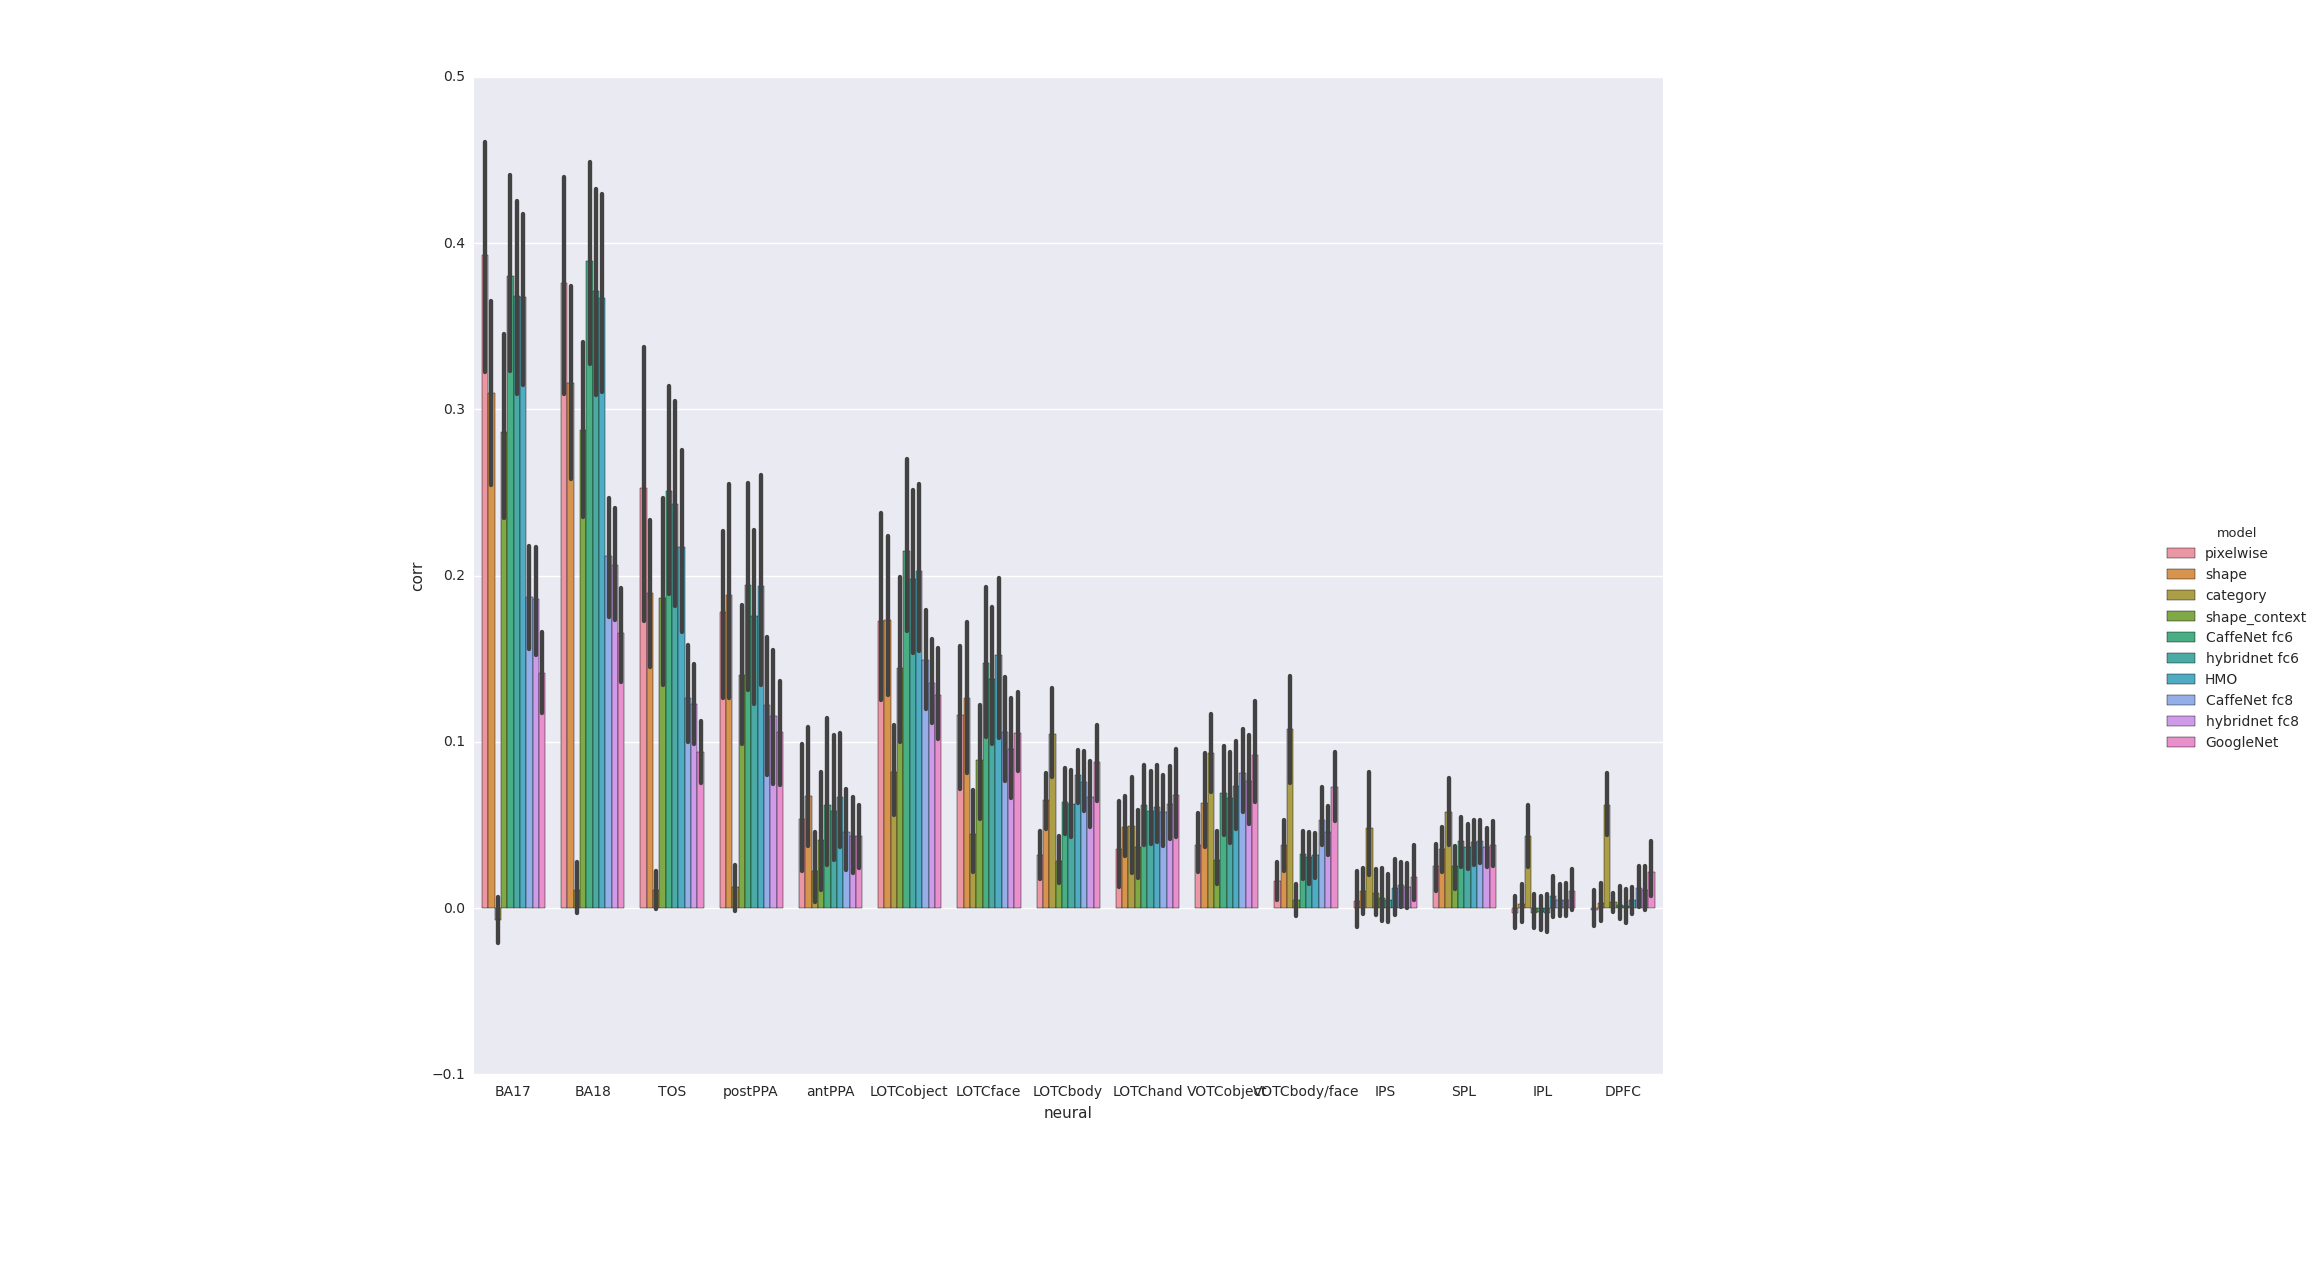 0.5
0.4
0.3
0.2
0.1
0.0
−0.1
corr
BA17 BA18 TOS postPPA antPPA LOTCobject LOTCface LOTCbody LOTChand VOTCobject VOTCbody/face IPS SPL IPL DPFC
neural
model
pixelwise
shape
category
shape_context
CaffeNet fc6
hybridnet fc6
HMO
CaffeNet fc8
hybridnet fc8
GoogleNet